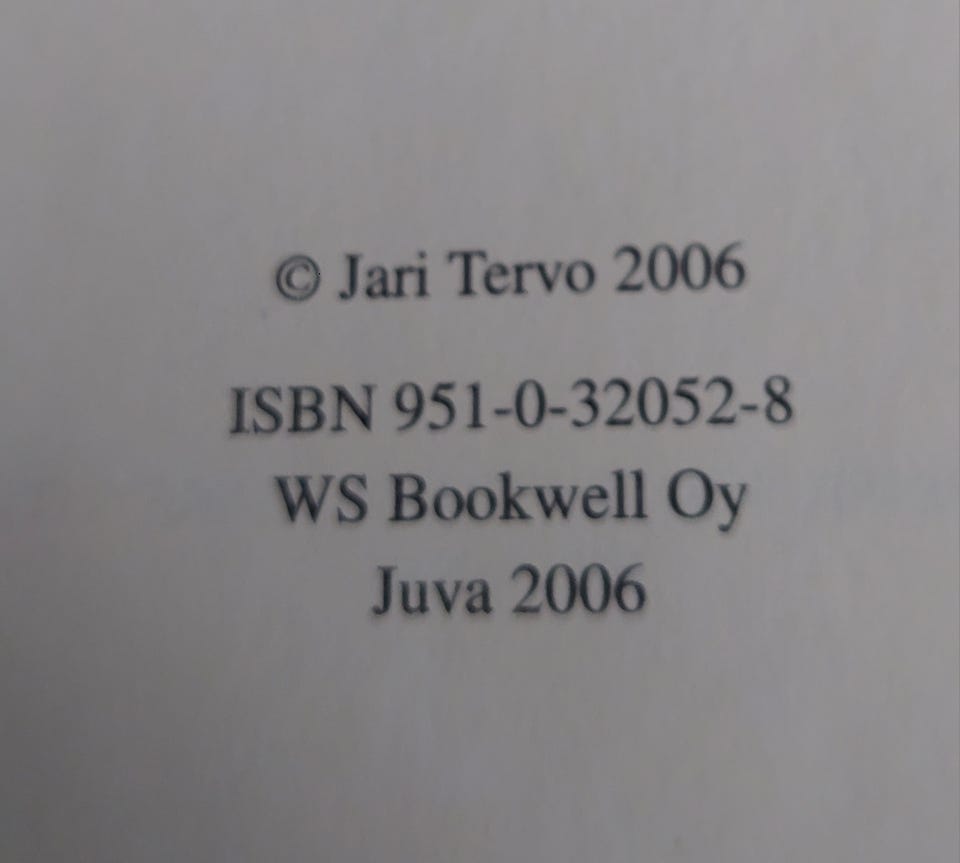 © Jari Tervo 2006
ISBN 951-0-32052-8
WS Bookwell Oy
Juva 2006